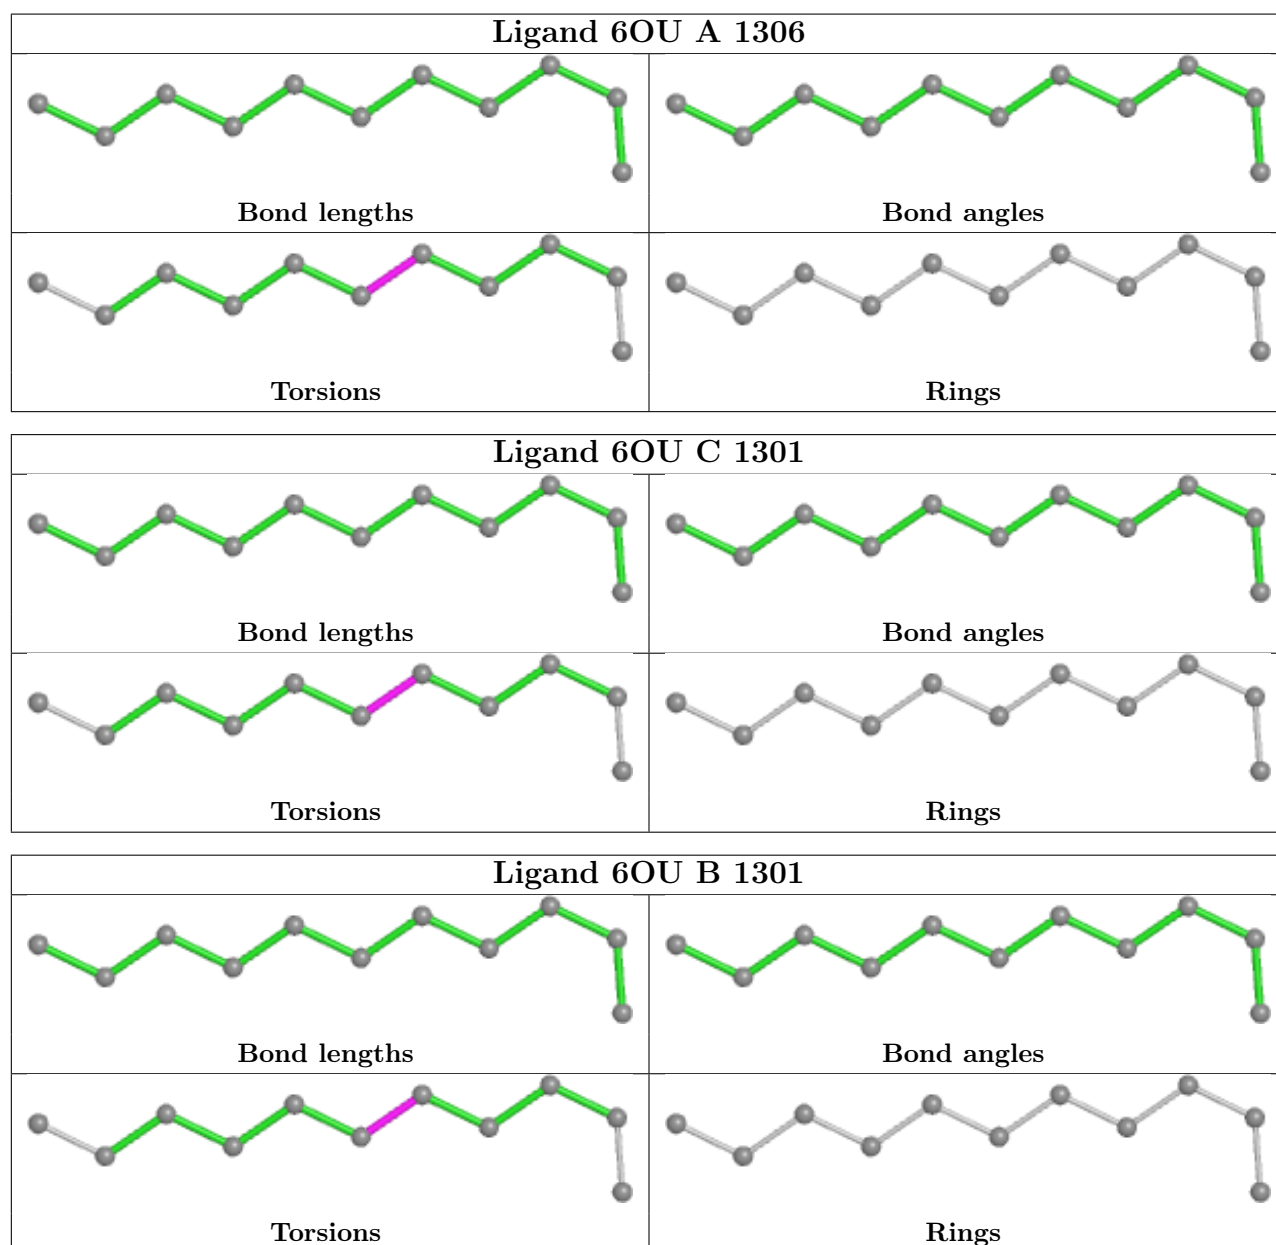 Ligand 6OU A 1306
Bond lengths
Bond angles
Torsions
Rings
Ligand 6OU C 1301
Bond lengths
Bond angles
Torsions
Rings
Ligand 6OU B 1301
Bond lengths
Bond angles
Torsions
Rings